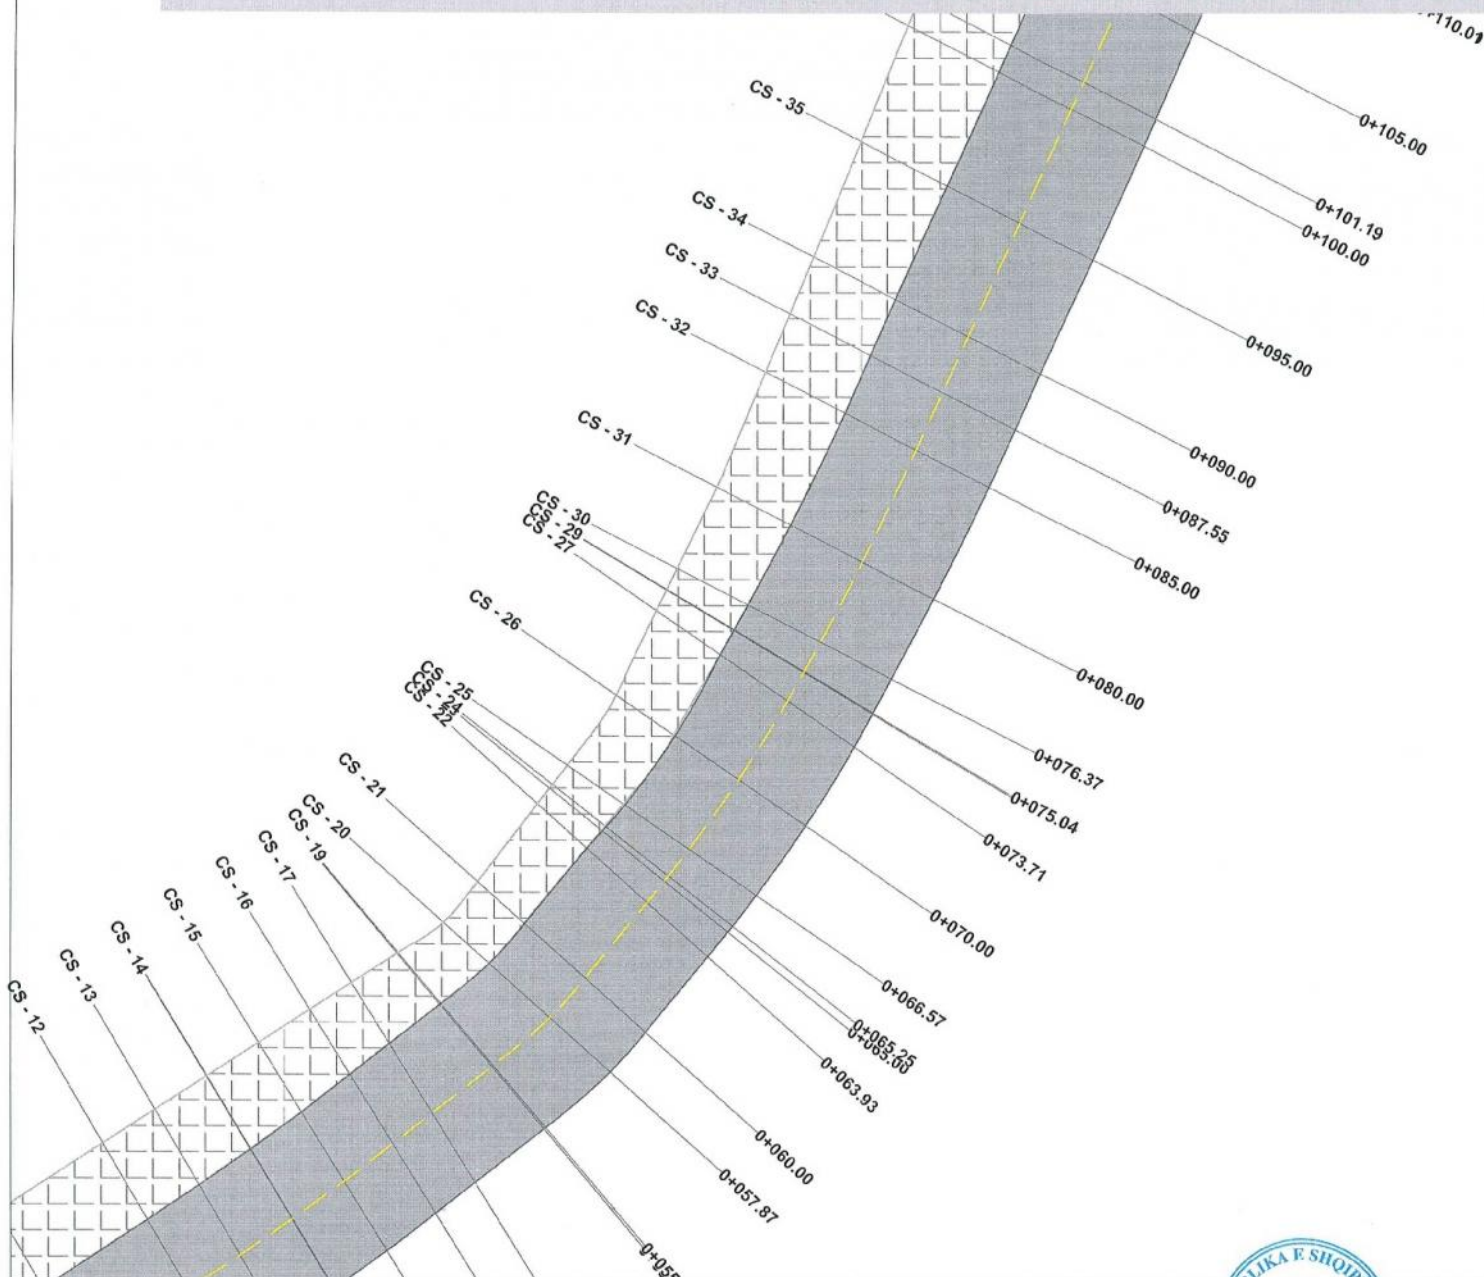 CS - 35
CS - 34
CS - 33
CS - 32
CS - 31
CS - 30
CS - 29
CS - 27
CS - 26
CS - 25
CS - 24
CS - 22
CS - 21
CS - 20
CS - 19
CS - 17
CS - 16
CS - 15
CS - 14
CS - 13
CS - 12
110.01
0+105.00
0+101.19
0+100.00
0+095.00
0+090.00
0+087.55
0+085.00
0+080.00
0+076.37
0+075.04
0+073.71
0+070.00
0+066.57
0+065.25
0+065.00
0+063.93
0+060.00
0+057.87
0+055
LIKA E SHQIP